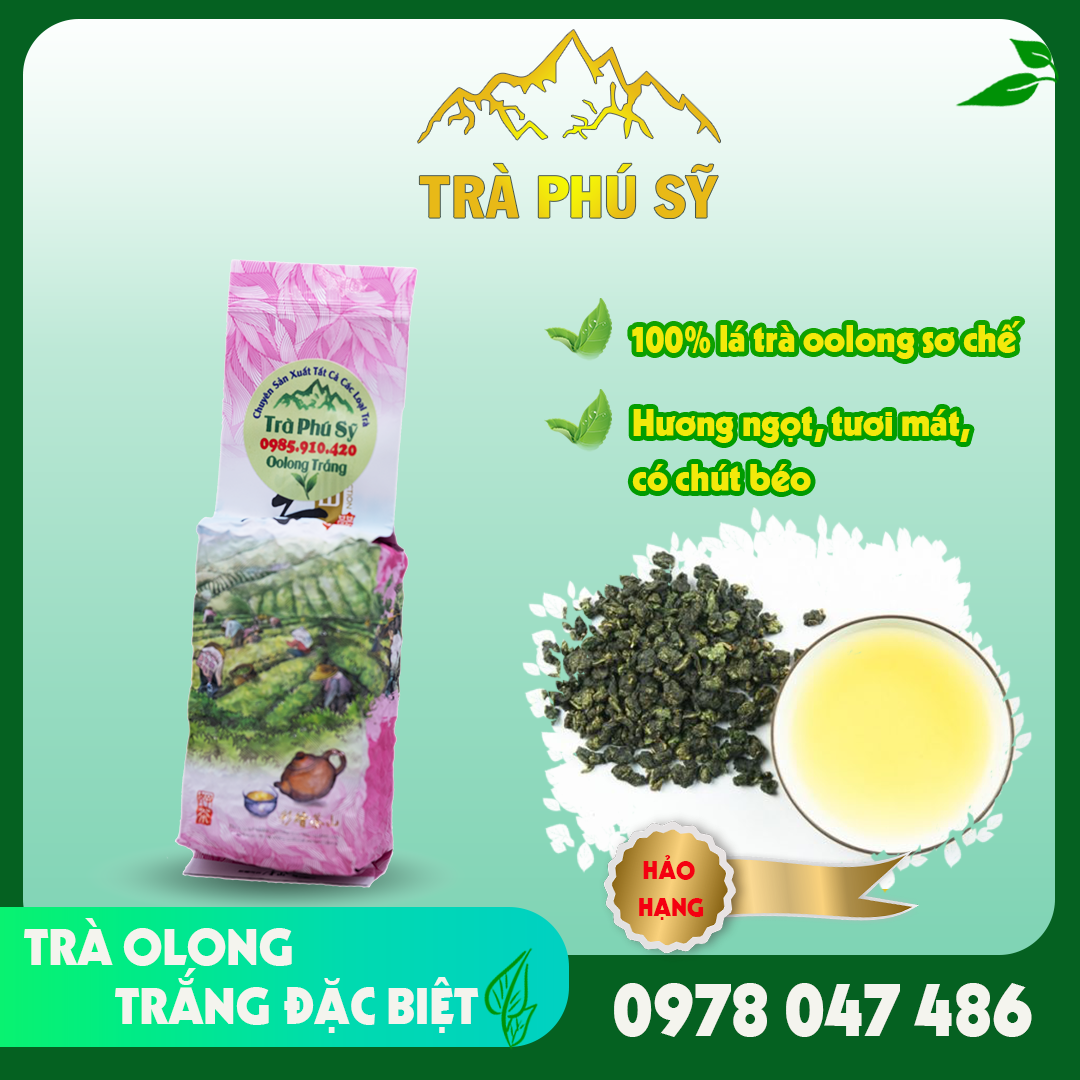 TRÀ PHÚ SỸ
100% lá trà oolong sơ chế
Hương ngọt, tươi mát,
có chút béo
Chuyên Sản Xuất Tất Cả Các Loại Trà
Trà Phú Sỹ
0985.910.420
Oolong Trắng
HẢO
HẠNG
TRÀ OLONG
TRẮNG ĐẶC BIỆT
0978 047 486